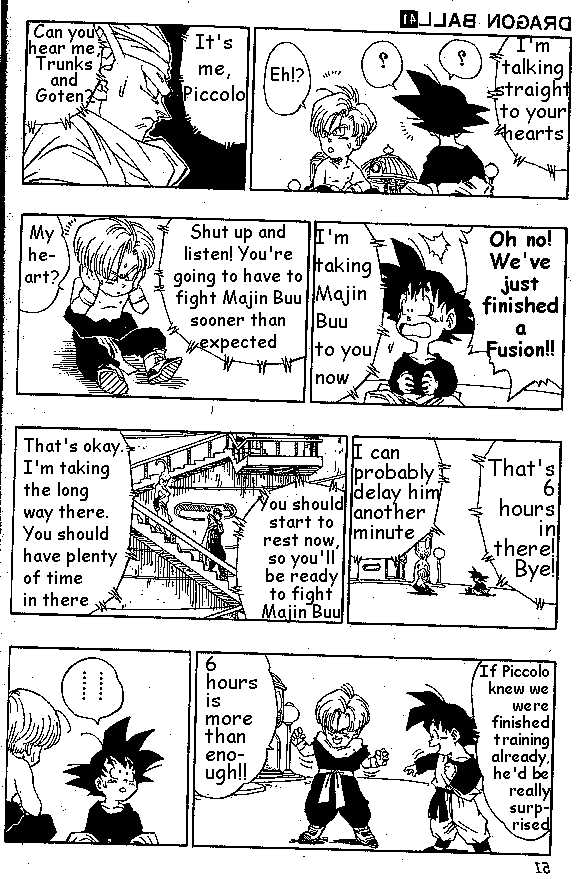 DRAGON BALL 41
Can you
hear me
Trunks
and
Goten?
It's
me,
Piccolo
Eh!?
?
?
I'm
talking
straight
to your
hearts
My
he-
art?
Shut up and
listen! You're
going to have to
fight Majin Buu
sooner than
expected
I'm
taking
Majin
Buu
to you
now
Oh no!
We've
just
finished
a
Fusion!!
That's okay.
I'm taking
the long
way there.
You should
have plenty
of time
in there
You should
start to
rest now,
so you'll
be ready
to fight
Majin Buu
I can
probably
delay him
another
minute
That's
6
hours
in
there!
Bye!
6
hours
is
more
than
eno-
ugh!!
If Piccolo
knew we
were
finished
training
already,
he'd be
really
surp-
rised
51